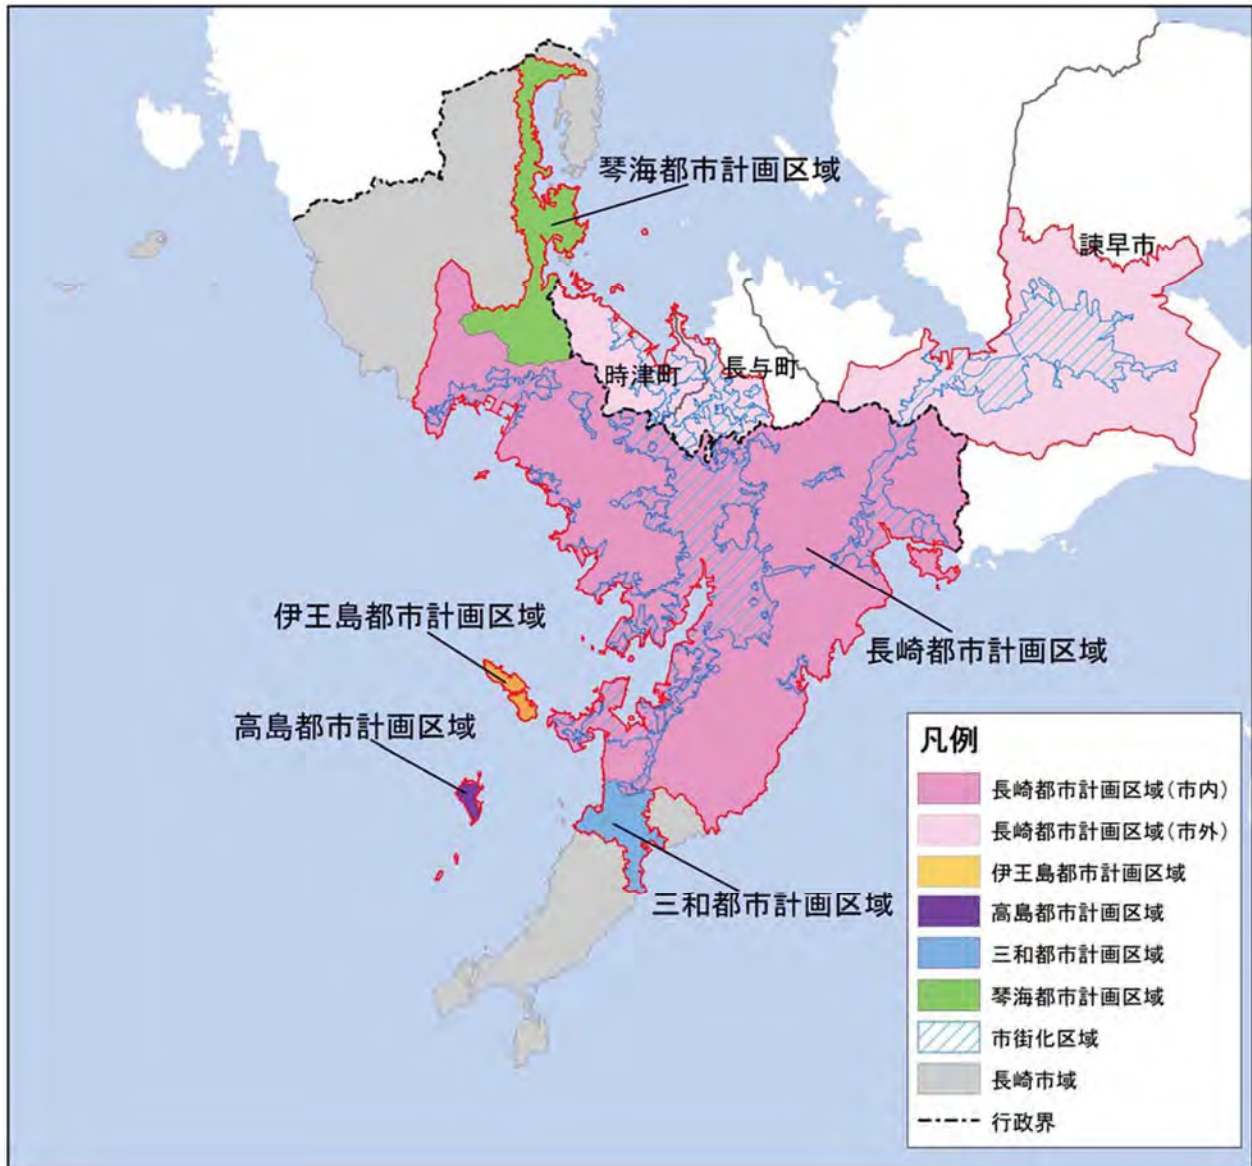 琴海都市計画区域
諫早市
長与町
時津町
伊王島都市計画区域
長崎都市計画区域
高島都市計画区域
三和都市計画区域
凡例
長崎都市計画区域(市内)
長崎都市計画区域(市外)
伊王島都市計画区域
高島都市計画区域
三和都市計画区域
琴海都市計画区域
市街化区域
長崎市域
行政界